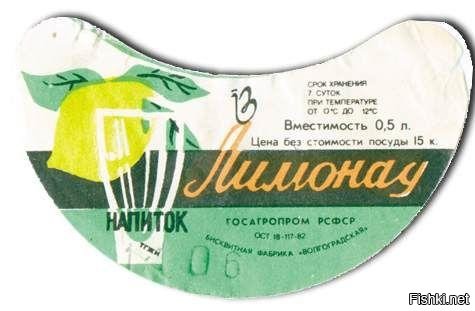 СРОК ХРАНЕНИЯ
7 СУТОК
ПРИ ТЕМПЕРАТУРЕ
ОТ 0°С ДО 12°С
Вместимость 0,5 л.
Цена без стоимости посуды 15 к.
Лимонад
НАПИТОК
ГОСАГРОПРОМ РСФСР
ОСТ 18-117-82
БИСКВИТНАЯ ФАБРИКА «ВОЛГОГРАДСКАЯ»
06
Fishki.net